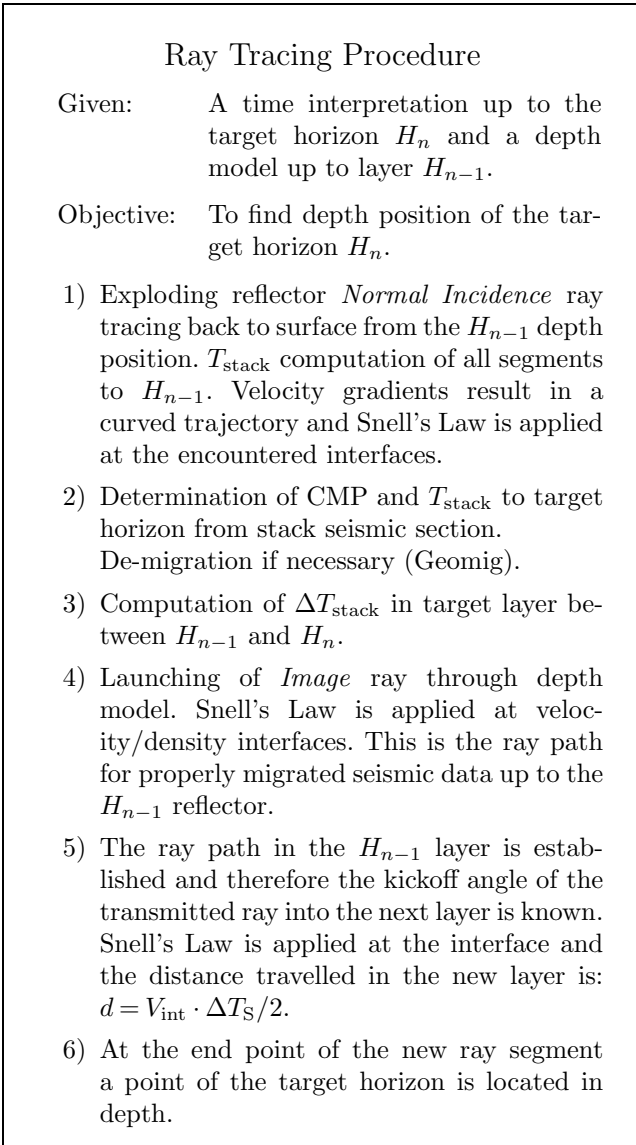 Ray Tracing Procedure
Given: A time interpretation up to the
target horizon Hₙ and a depth
model up to layer Hₙ₋₁.
Objective: To find depth position of the tar-
get horizon Hₙ.
1) Exploding reflector Normal Incidence ray
tracing back to surface from the Hₙ₋₁ depth
position. T_stack computation of all segments
to Hₙ₋₁. Velocity gradients result in a
curved trajectory and Snell's Law is applied
at the encountered interfaces.
2) Determination of CMP and T_stack to target
horizon from stack seismic section.
De-migration if necessary (Geomig).
3) Computation of ΔT_stack in target layer be-
tween Hₙ₋₁ and Hₙ.
4) Launching of Image ray through depth
model. Snell's Law is applied at veloc-
ity/density interfaces. This is the ray path
for properly migrated seismic data up to the
Hₙ₋₁ reflector.
5) The ray path in the Hₙ₋₁ layer is estab-
lished and therefore the kickoff angle of the
transmitted ray into the next layer is known.
Snell's Law is applied at the interface and
the distance travelled in the new layer is:
d = V_int · ΔT_S/2.
6) At the end point of the new ray segment
a point of the target horizon is located in
depth.